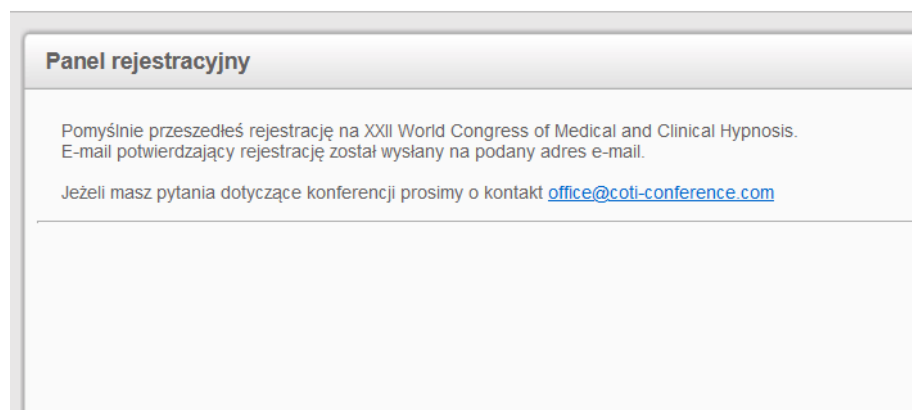 Panel rejestracyjny
Pomyślnie przeszedłeś rejestrację na XXII World Congress of Medical and Clinical Hypnosis.
E-mail potwierdzający rejestrację został wysłany na podany adres e-mail.
Jeżeli masz pytania dotyczące konferencji prosimy o kontakt office@coti-conference.com